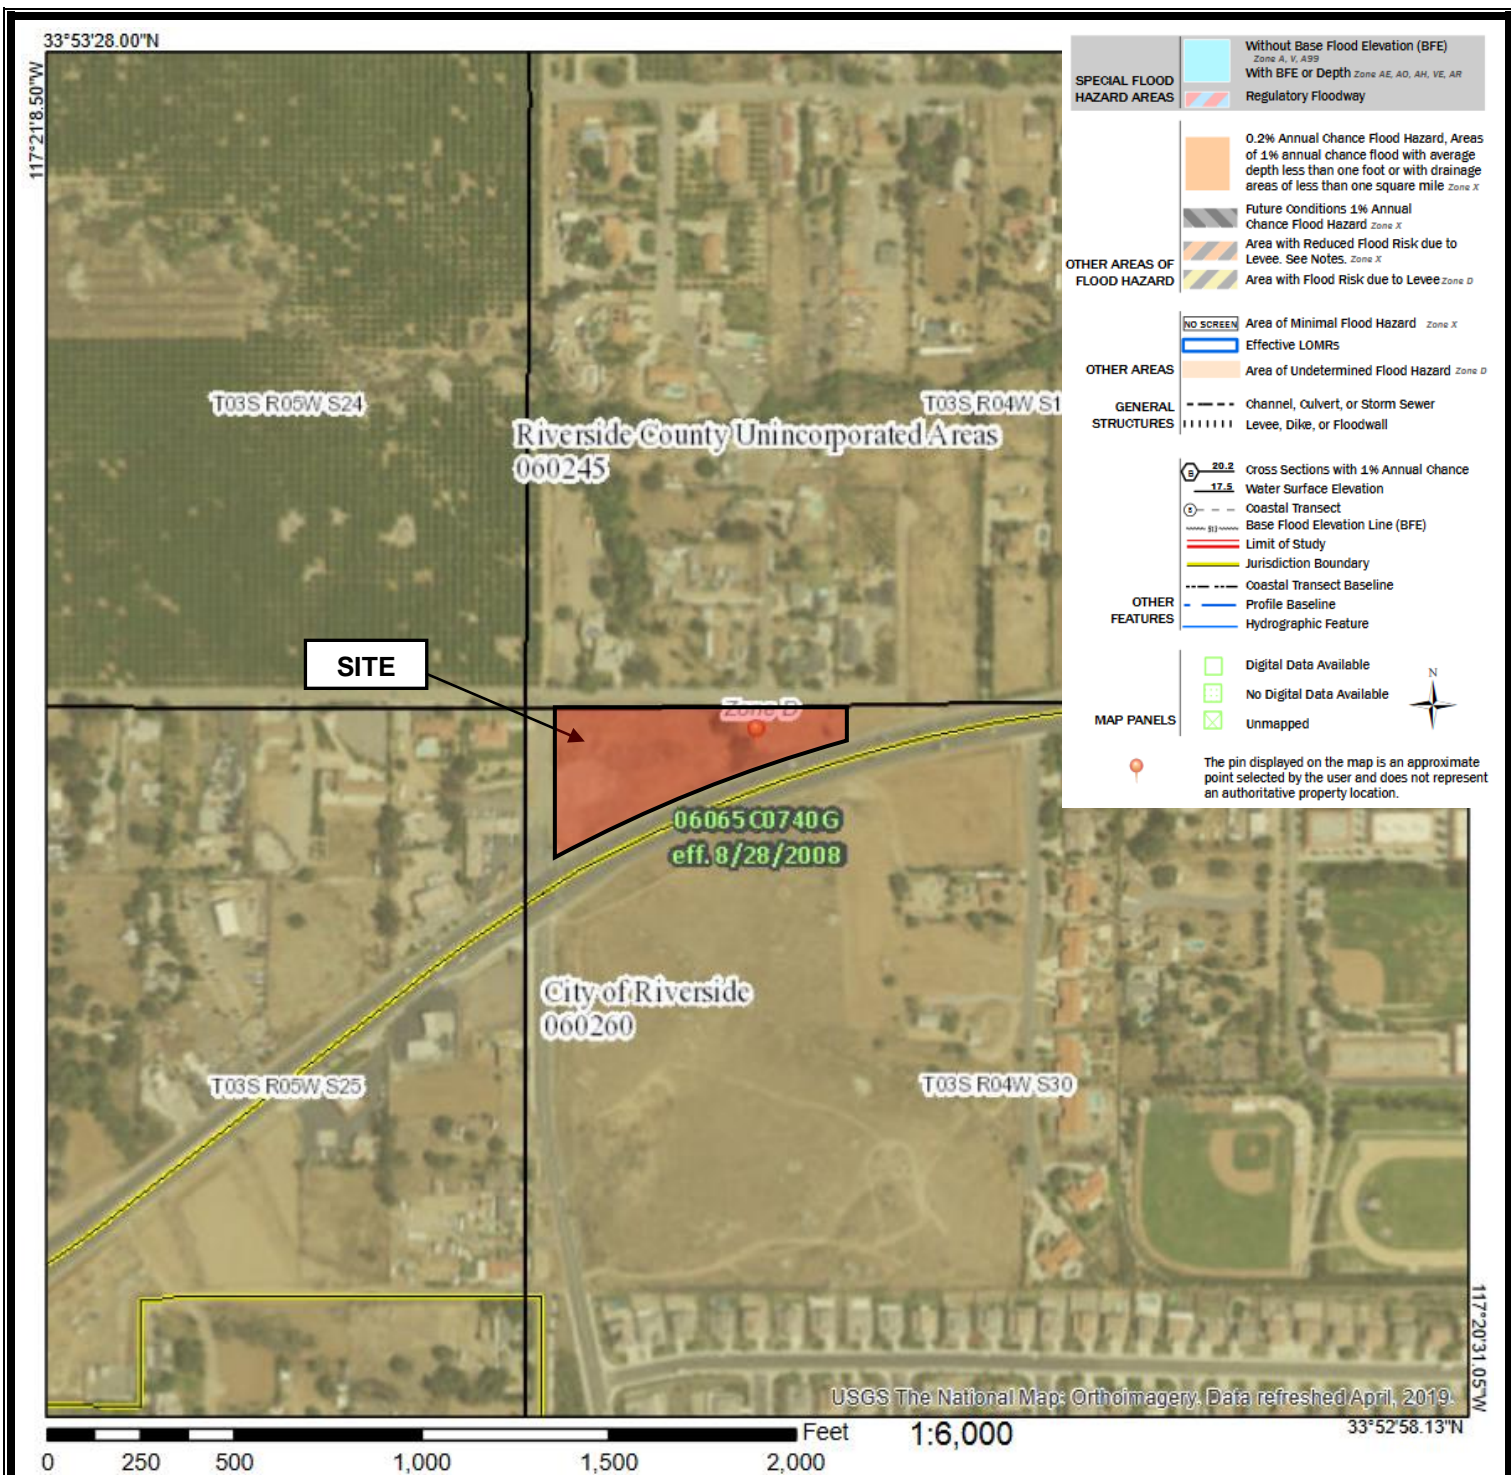 33°53'28.00"N
117°21'8.50"W
T03S R05W S24
T03S R04W S1
Riverside County Unincorporated Areas
060245
SITE
Zone D
06065C0740G
eff. 8/28/2008
City of Riverside
060260
T03S R05W S25
T03S R04W S30
USGS The National Map: Orthoimagery. Data refreshed April, 2019.
117°20'31.05"W
33°52'58.13"N
Feet
1:6,000
0 250 500 1,000 1,500 2,000
SPECIAL FLOOD
HAZARD AREAS
Without Base Flood Elevation (BFE)
Zone A, V, A99
With BFE or Depth Zone AE, AO, AH, VE, AR
Regulatory Floodway
OTHER AREAS OF
FLOOD HAZARD
0.2% Annual Chance Flood Hazard, Areas
of 1% annual chance flood with average
depth less than one foot or with drainage
areas of less than one square mile Zone X
Future Conditions 1% Annual
Chance Flood Hazard Zone X
Area with Reduced Flood Risk due to
Levee. See Notes. Zone X
Area with Flood Risk due to Levee Zone D
OTHER AREAS
NO SCREEN Area of Minimal Flood Hazard Zone X
Effective LOMRs
Area of Undetermined Flood Hazard Zone D
GENERAL
STRUCTURES
Channel, Culvert, or Storm Sewer
Levee, Dike, or Floodwall
OTHER
FEATURES
B 20.2 Cross Sections with 1% Annual Chance
17.5 Water Surface Elevation
8 Coastal Transect
513 Base Flood Elevation Line (BFE)
Limit of Study
Jurisdiction Boundary
Coastal Transect Baseline
Profile Baseline
Hydrographic Feature
MAP PANELS
Digital Data Available
No Digital Data Available
Unmapped
N
The pin displayed on the map is an approximate
point selected by the user and does not represent
an authoritative property location.